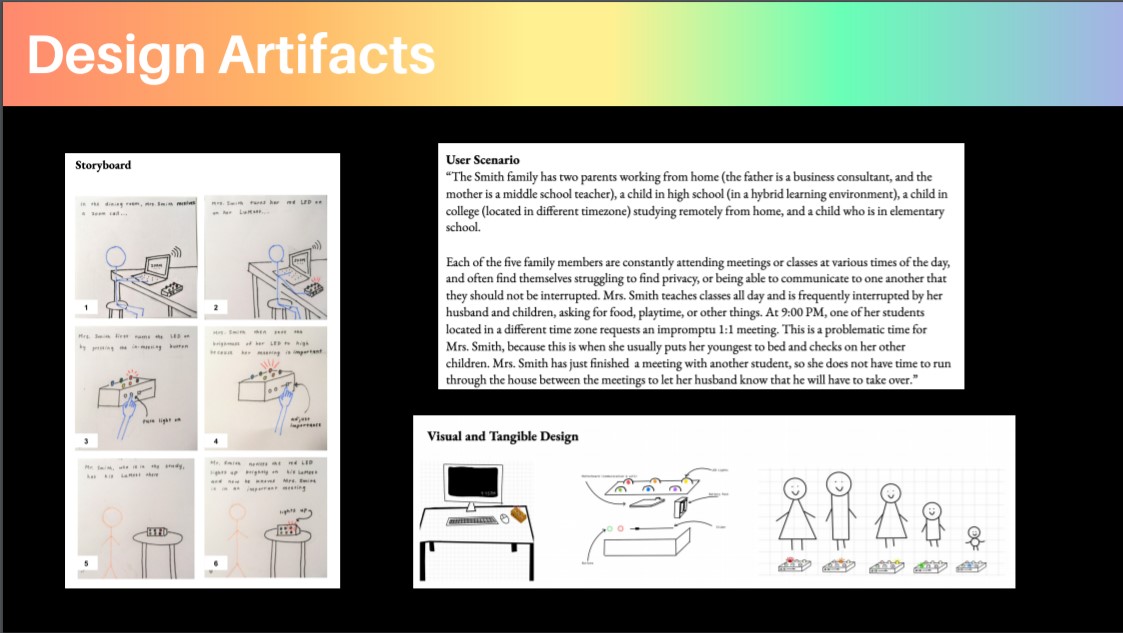 Design Artifacts
Storyboard
In the dining room, Mrs. Smith receives
a zoom call...
1
Mrs. Smith turns her red LED on
on her Lumest...
2
Mrs. Smith first turns the LED on
by pressing the in-meeting button
turn light on
3
Mrs. Smith then sets the
brightness of her LED to high
because her meeting is important
adjust
importance
4
Mr. Smith, who is in the study,
has his Lumest there
5
Mr. Smith notices the red LED
lights up brightly on his Lumest
and now he knows Mrs. Smith
is in an important meeting
lights up
6
User Scenario
“The Smith family has two parents working from home (the father is a business consultant, and the
mother is a middle school teacher), a child in high school (in a hybrid learning environment), a child in
college (located in different timezone) studying remotely from home, and a child who is in elementary
school.
Each of the five family members are constantly attending meetings or classes at various times of the day,
and often find themselves struggling to find privacy, or being able to communicate to one another that
they should not be interrupted. Mrs. Smith teaches classes all day and is frequently interrupted by her
husband and children, asking for food, playtime, or other things. At 9:00 PM, one of her students
located in a different time zone requests an impromptu 1:1 meeting. This is a problematic time for
Mrs. Smith, because this is when she usually puts her youngest to bed and checks on her other
children. Mrs. Smith has just finished a meeting with another student, so she does not have time to run
through the house between the meetings to let her husband know that he will have to take over.”
Visual and Tangible Design